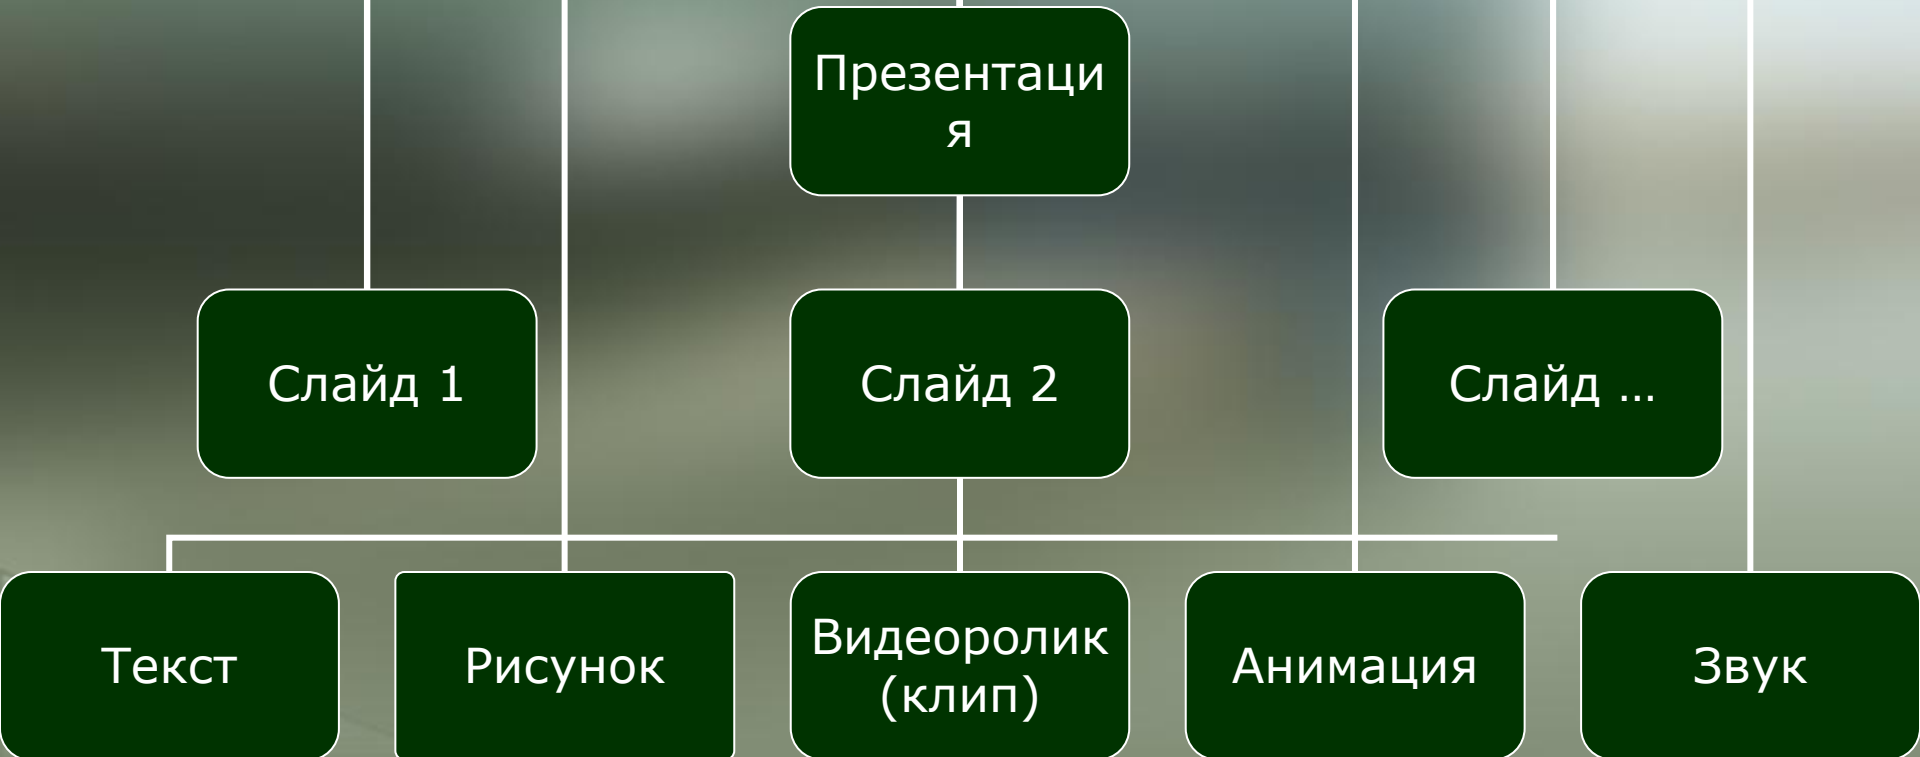 Презентаци
я
Слайд 1
Слайд 2
Слайд ...
Текст
Рисунок
Видеоролик
(клип)
Анимация
Звук